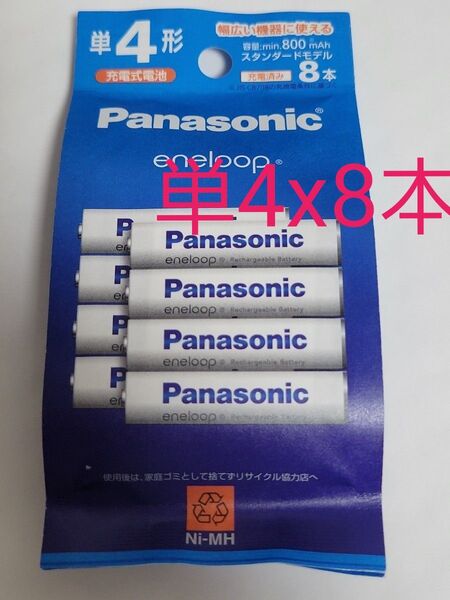 単4形
充電式電池
幅広い機器に使える
容量:min.800mAh
スタンダードモデル
充電済み 8本
Panasonic
eneloop®
単4x8本
Panasonic
eneloop Rechargeable Battery
Panasonic
eneloop Rechargeable Battery
Panasonic
eneloop Rechargeable Battery
Panasonic
eneloop Rechargeable Battery
使用後は、家庭ゴミとして捨てずリサイクル協力店へ
Ni-MH